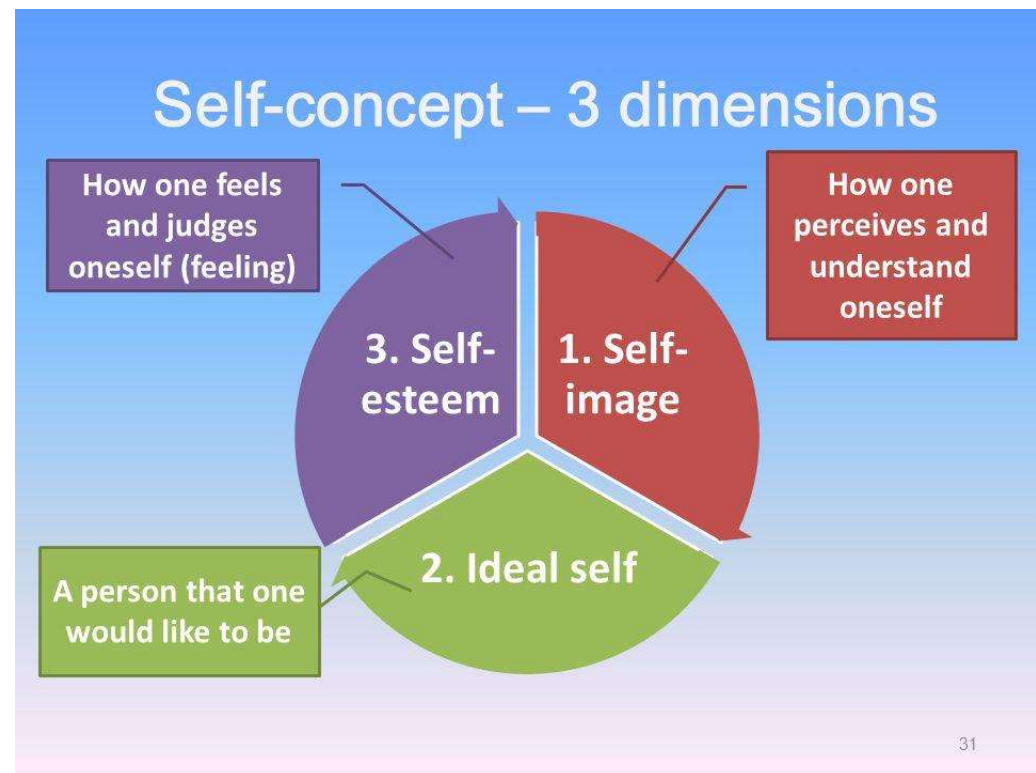 Self-concept – 3 dimensions
How one feels
and judges
oneself (feeling)
How one
perceives and
understand
oneself
3. Self-
esteem
1. Self-
image
2. Ideal self
A person that one
would like to be
31